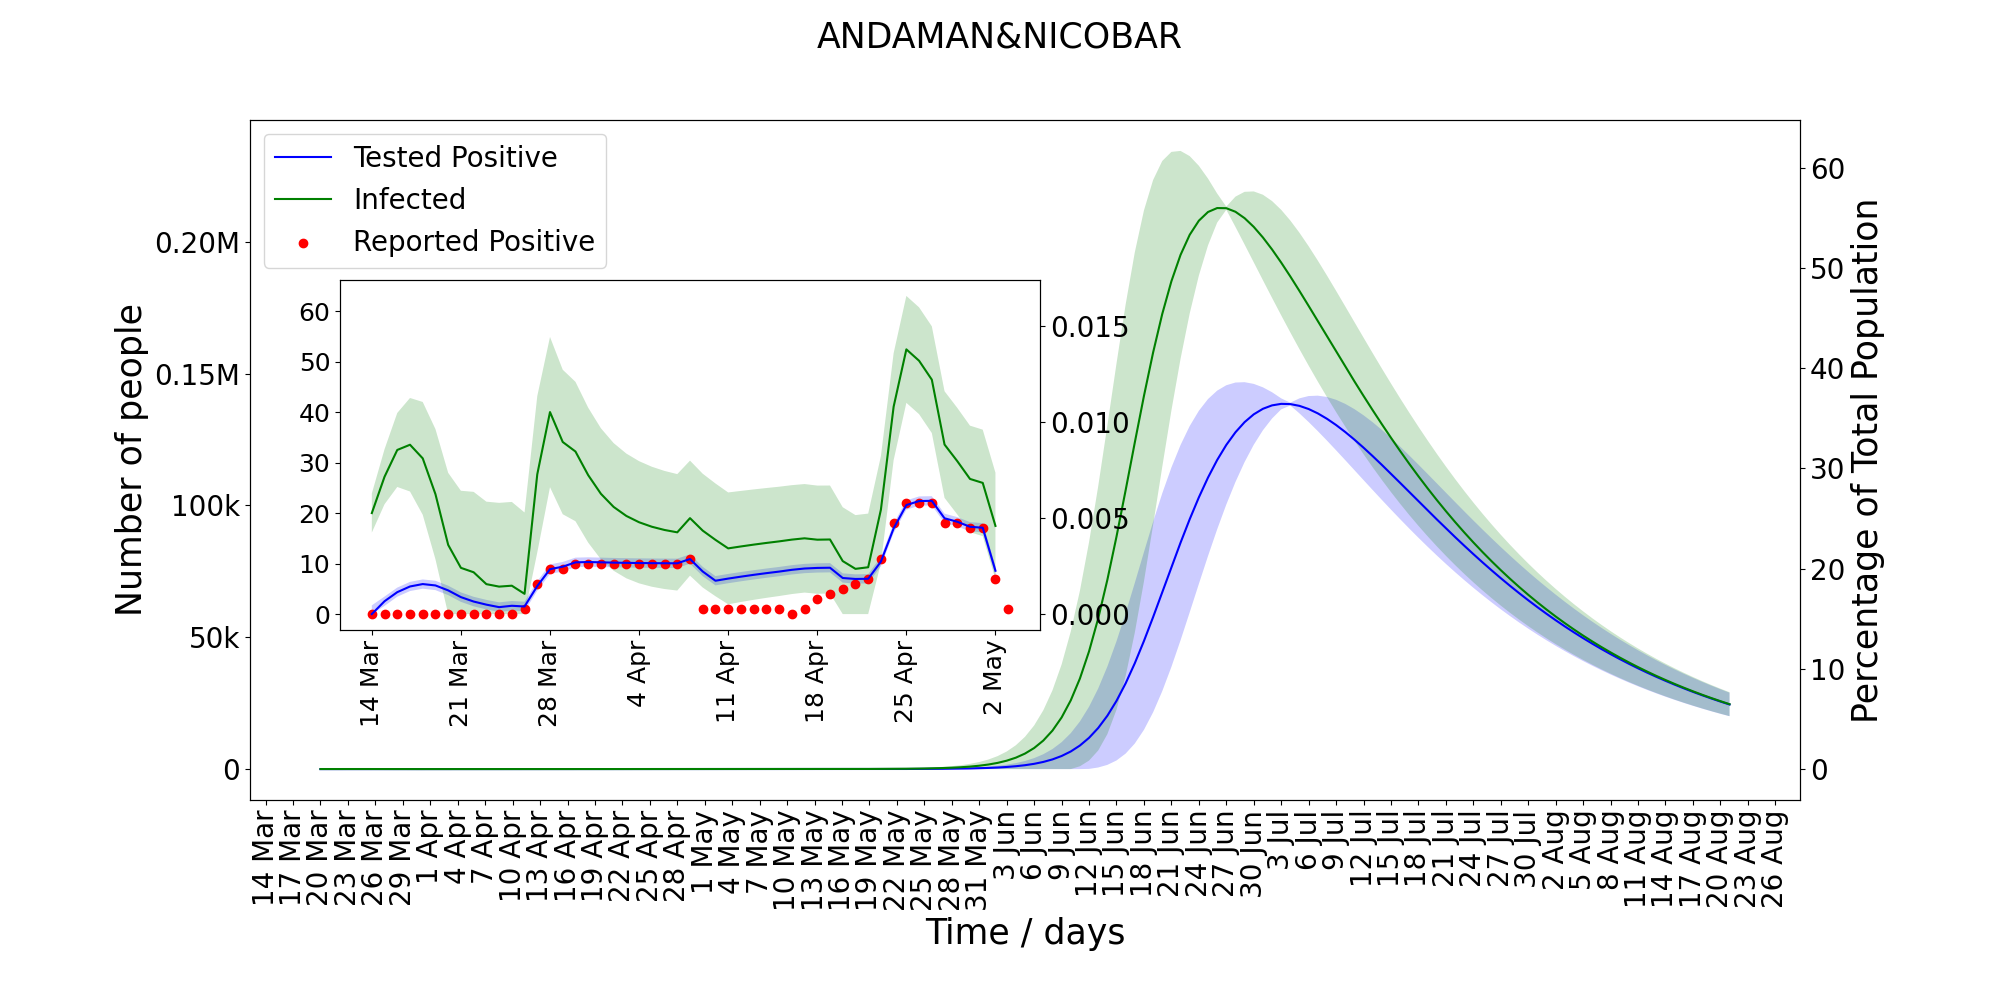 ANDAMAN&NICOBAR
Tested Positive
Infected
Reported Positive
Number of people
0.20M
0.15M
100k
50k
0
60
50
40
30
20
10
0
0.015
0.010
0.005
0.000
14 Mar
21 Mar
28 Mar
4 Apr
11 Apr
18 Apr
25 Apr
2 May
60
50
40
30
20
10
0
Percentage of Total Population
14 Mar
17 Mar
20 Mar
23 Mar
26 Mar
29 Mar
1 Apr
4 Apr
7 Apr
10 Apr
13 Apr
16 Apr
19 Apr
22 Apr
25 Apr
28 Apr
1 May
4 May
7 May
10 May
13 May
16 May
19 May
22 May
25 May
28 May
31 May
3 Jun
6 Jun
9 Jun
12 Jun
15 Jun
18 Jun
21 Jun
24 Jun
27 Jun
30 Jun
3 Jul
6 Jul
9 Jul
12 Jul
15 Jul
18 Jul
21 Jul
24 Jul
27 Jul
30 Jul
2 Aug
5 Aug
8 Aug
11 Aug
14 Aug
17 Aug
20 Aug
23 Aug
26 Aug
Time / days